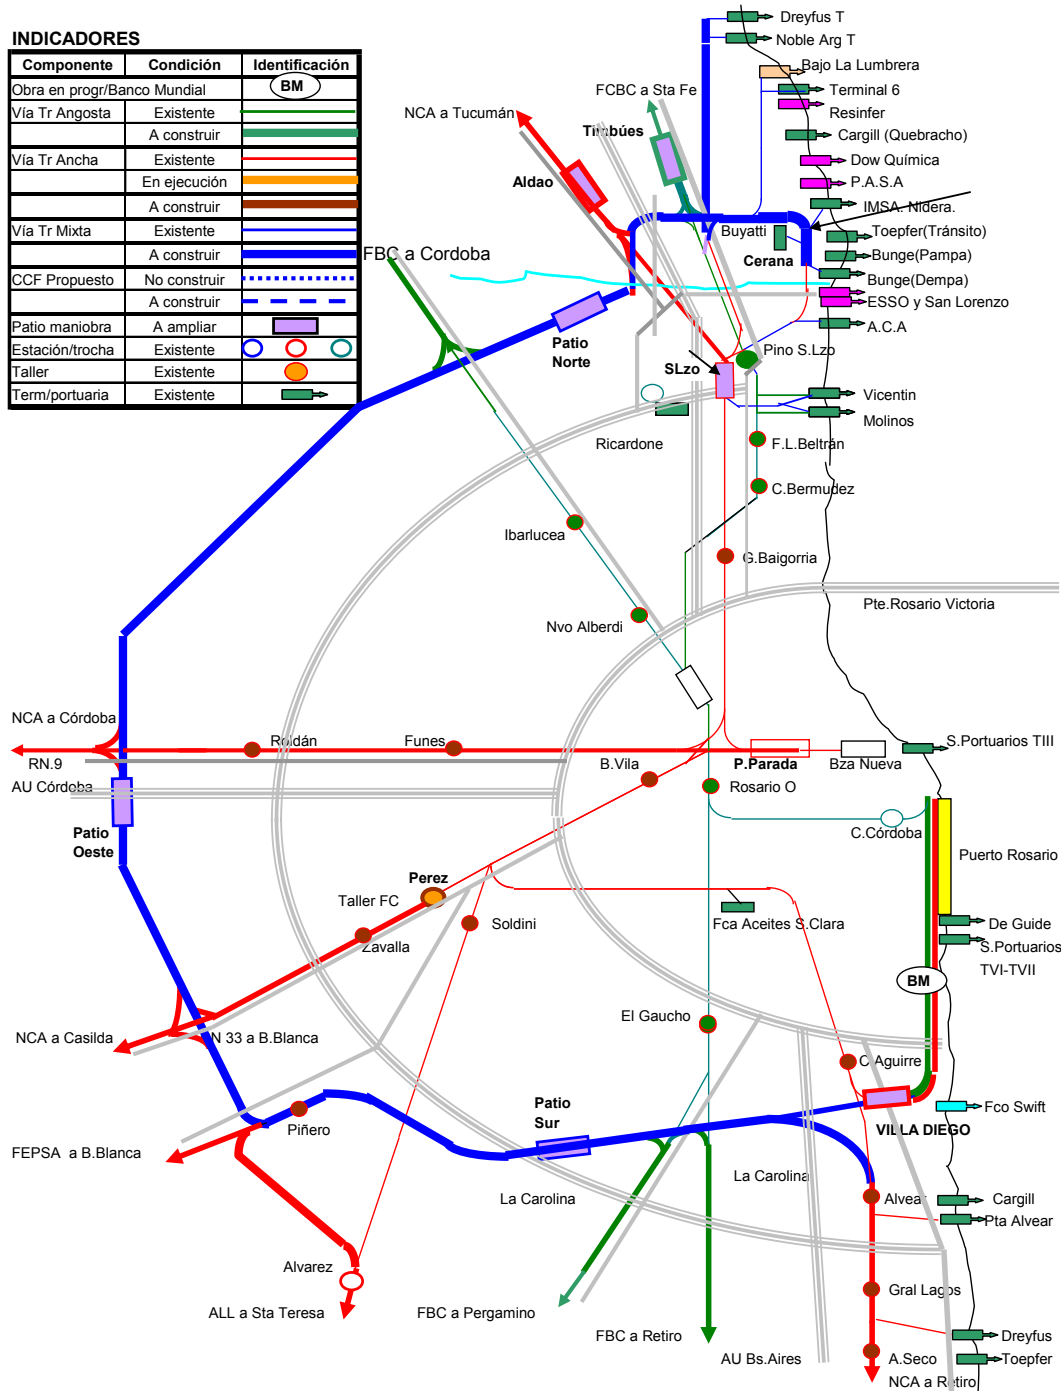 INDICADORES
Componente Condición Identificación
Obra en progr/Banco Mundial BM
Vía Tr Angosta Existente
A construir
Vía Tr Ancha Existente
En ejecución
A construir
Vía Tr Mixta Existente
A construir
CCF Propuesto No construir
A construir
Patio maniobra A ampliar
Estación/trocha Existente
Taller Existente
Term/portuaria Existente
Dreyfus T
Noble Arg T
Bajo La Lumbrera
Terminal 6
Resinfer
Cargill (Quebracho)
Dow Química
P.A.S.A
IMSA. Nidera.
Toepfer(Tránsito)
Bunge(Pampa)
Bunge(Dempa)
ESSO y San Lorenzo
A.C.A
FCBC a Sta Fe
NCA a Tucumán
Timbúes
Aldao
Buyatti
Cerana
FBC a Cordoba
Patio
Norte
SLzo
Pino S.Lzo
Vicentin
Molinos
Ricardone
F.L.Beltrán
C.Bermudez
Ibarlucea
G.Baigorria
Nvo Alberdi
Pte.Rosario Victoria
NCA a Córdoba
RN.9
AU Córdoba
Roldán
Funes
B.Vila
P.Parada
Bza Nueva
S.Portuarios TIII
Rosario O
Patio
Oeste
C.Córdoba
Puerto Rosario
Perez
Taller FC
Zavalla
Soldini
Fca Aceites S.Clara
De Guide
S.Portuarios
TVI-TVII
BM
NCA a Casilda
N 33 a B.Blanca
El Gaucho
C.Aguirre
Fco Swift
VILLA DIEGO
Piñero
Patio
Sur
FEPSA a B.Blanca
La Carolina
La Carolina
Alvear
Cargill
Pta Alvear
Alvarez
ALL a Sta Teresa
FBC a Pergamino
FBC a Retiro
AU Bs.Aires
Gral Lagos
Dreyfus
A.Seco
Toepfer
NCA a Retiro